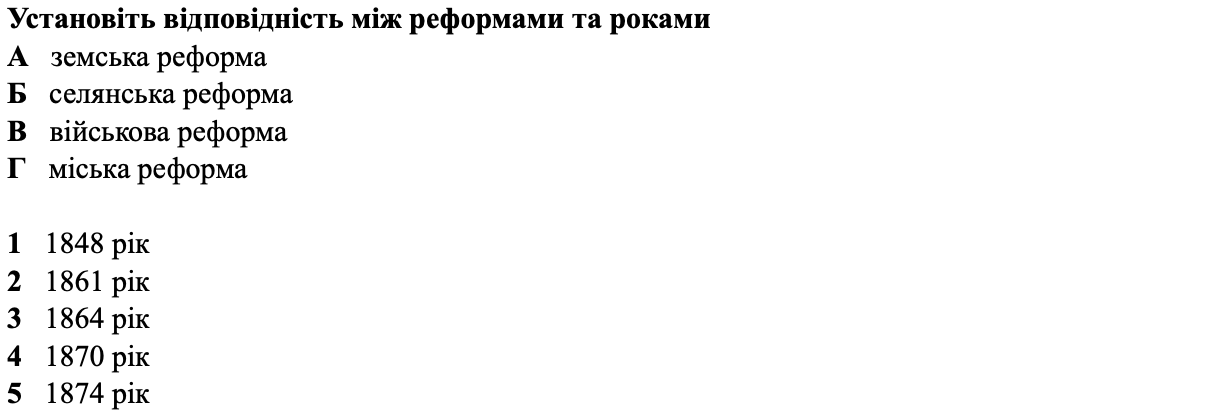 Установіть відповідність між реформами та роками
А земська реформа
Б селянська реформа
В військова реформа
Г міська реформа
1 1848 рік
2 1861 рік
3 1864 рік
4 1870 рік
5 1874 рік